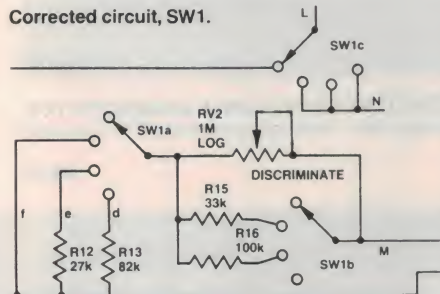 Corrected circuit, SW1.
L
SW1c
N
RV2
1M
LOG
SW1a
DISCRIMINATE
R15
33k
R16
100k
f
e
d
R12
27k
R13
82k
SW1b
M